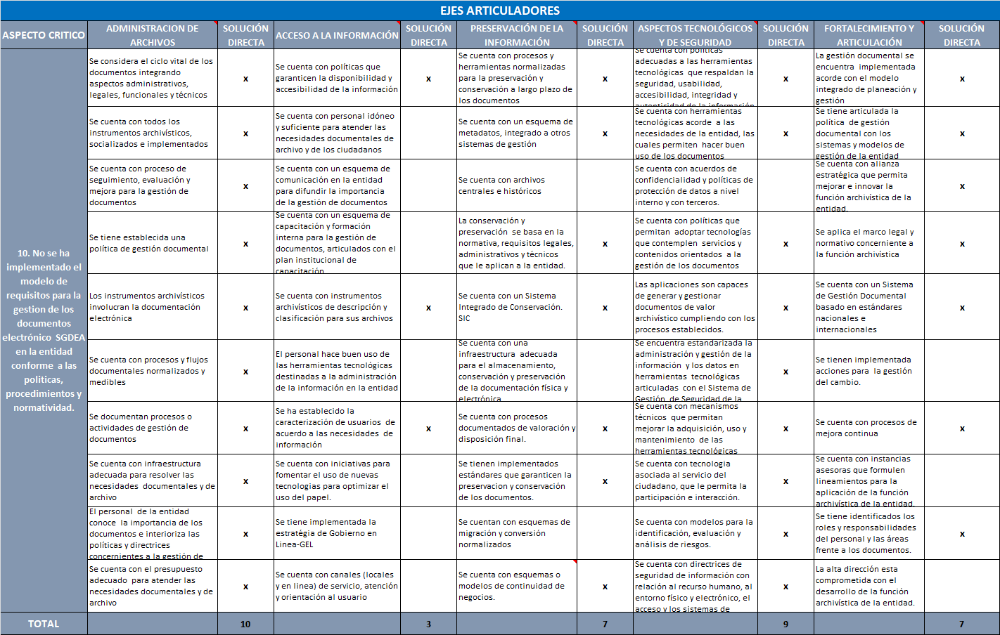 EJES ARTICULADORES
ASPECTO CRITICO
ADMINISTRACION DE
ARCHIVOS
SOLUCIÓN
DIRECTA
ACCESO A LA INFORMACIÓN
SOLUCIÓN
DIRECTA
PRESERVACIÓN DE LA
INFORMACIÓN
SOLUCIÓN
DIRECTA
ASPECTOS TECNOLÓGICOS
Y DE SEGURIDAD
SOLUCIÓN
DIRECTA
FORTALECIMIENTO Y
ARTICULACIÓN
SOLUCIÓN
DIRECTA
10. No se ha
implementado el
modelo de
requisitos para la
gestion de los
documentos
electrónico SGDEA
en la entidad
conforme a las
politicas,
procedimientos y
normatividad.
Se considera el ciclo vital de los
documentos integrando
aspectos administrativos,
legales, funcionales y técnicos
x
Se cuenta con políticas que
garanticen la disponibilidad y
accesibilidad de la información
x
Se cuenta con procesos y
herramientas normalizadas
para la preservación y
conservación a largo plazo de
los documentos
x
Se cuenta con políticas
adecuadas a las herramientas
tecnológicas que respaldan la
seguridad, usabilidad,
accesibilidad, integridad y
autenticidad de la información
x
La gestión documental se
encuentra implementada
acorde con el modelo
integrado de planeación y
gestión
x
Se cuenta con todos los
instrumentos archivísticos,
socializados e implementados
x
Se cuenta con personal idóneo
y suficiente para atender las
necesidades documentales de
archivo y de los ciudadanos
Se cuenta con un esquema de
metadatos, integrado a otros
sistemas de gestión
x
Se cuenta con herramientas
tecnológicas acorde a las
necesidades de la entidad, las
cuales permiten hacer buen
uso de los documentos
x
Se tiene articulada la
política de gestión
documental con los
sistemas y modelos de
gestión de la entidad
x
Se cuenta con proceso de
seguimiento, evaluación y
mejora para la gestión de
documentos
x
Se cuenta con un esquema de
comunicación en la entidad
para difundir la importancia
de la gestión de documentos
Se cuenta con archivos
centrales e históricos
Se cuenta con acuerdos de
confidencialidad y políticas de
protección de datos a nivel
interno y con terceros.
Se cuenta con alianza
estratégica que permita
mejorar e innovar la
función archivística de la
entidad.
x
Se tiene establecida una
política de gestión documental
x
Se cuenta con un esquema de
capacitación y formación
interna para la gestión de
documentos, articulados con el
plan institucional de
capacitación
La conservación y
preservación se basa en la
normativa, requisitos legales,
administrativos y técnicos
que le aplican a la entidad.
x
Se cuenta con políticas que
permitan adoptar tecnologías
que contemplen servicios y
contenidos orientados a la
gestión de los documentos
x
Se aplica el marco legal y
normativo concerniente a
la función archivística
x
Los instrumentos archivísticos
involucran la documentación
electrónica
x
Se cuenta con instrumentos
archivísticos de descripción y
clasificación para sus archivos
x
Se cuenta con un Sistema
Integrado de Conservación.
SIC
x
Las aplicaciones son capaces
de generar y gestionar
documentos de valor
archivístico cumpliendo con los
procesos establecidos.
x
Se cuenta con un Sistema
de Gestión Documental
basado en estándares
nacionales e
internacionales
x
Se cuenta con procesos y flujos
documentales normalizados y
medibles
x
El personal hace buen uso de
las herramientas tecnológicas
destinadas a la administración
de la información en la entidad
Se cuenta con una
infraestructura adecuada
para el almacenamiento,
conservación y preservación
de la documentación física y
electrónica
Se encuentra estandarizada la
administración y gestión de la
información y los datos en
herramientas tecnológicas
articuladas con el Sistema de
Gestión de Seguridad de la
x
Se tienen implementada
acciones para la gestión
del cambio.
Se documentan procesos o
actividades de gestión de
documentos
x
Se ha establecido la
caracterización de usuarios de
acuerdo a las necesidades de
información
x
Se cuenta con procesos
documentados de valoración y
disposición final.
x
Se cuenta con mecanismos
técnicos que permitan
mejorar la adquisición, uso y
mantenimiento de las
herramientas tecnológicas
x
Se cuenta con procesos de
mejora continua
x
Se cuenta con infraestructura
adecuada para resolver las
necesidades documentales y de
archivo
x
Se cuenta con iniciativas para
fomentar el uso de nuevas
tecnologias para optimizar el
uso del papel.
Se tienen implementados
estándares que garanticen la
preservacion y conservación
de los documentos.
x
Se cuenta con tecnologia
asociada al servicio del
ciudadano, que le permita la
participación e interacción.
x
Se cuenta con instancias
asesoras que formulen
lineamientos para la
aplicación de la función
archivística de la entidad.
El personal de la entidad
conoce la importancia de los
documentos e interioriza las
políticas y directrices
concernientes a la gestión de
x
Se tiene implementada la
estratégia de Gobierno en
Linea-GEL
Se cuentan con esquemas de
migración y conversión
normalizados
Se cuenta con modelos para la
identificación, evaluación y
análisis de riesgos.
x
Se tiene identificados los
roles y responsabilidades
del personal y las áreas
frente a los documentos.
x
Se cuenta con el presupuesto
adecuado para atender las
necesidades documentales y de
archivo
x
Se cuenta con canales (locales
y en linea) de servicio, atención
y orientación al usuario
Se cuenta con esquemas o
modelos de continuidad de
negocios.
x
Se cuenta con directrices de
seguridad de información con
relación al recurso humano, al
entorno físico y electrónico, el
acceso y los sistemas de
x
La alta dirección esta
comprometida con el
desarrollo de la función
archivística de la entidad.
TOTAL
10
3
7
9
7